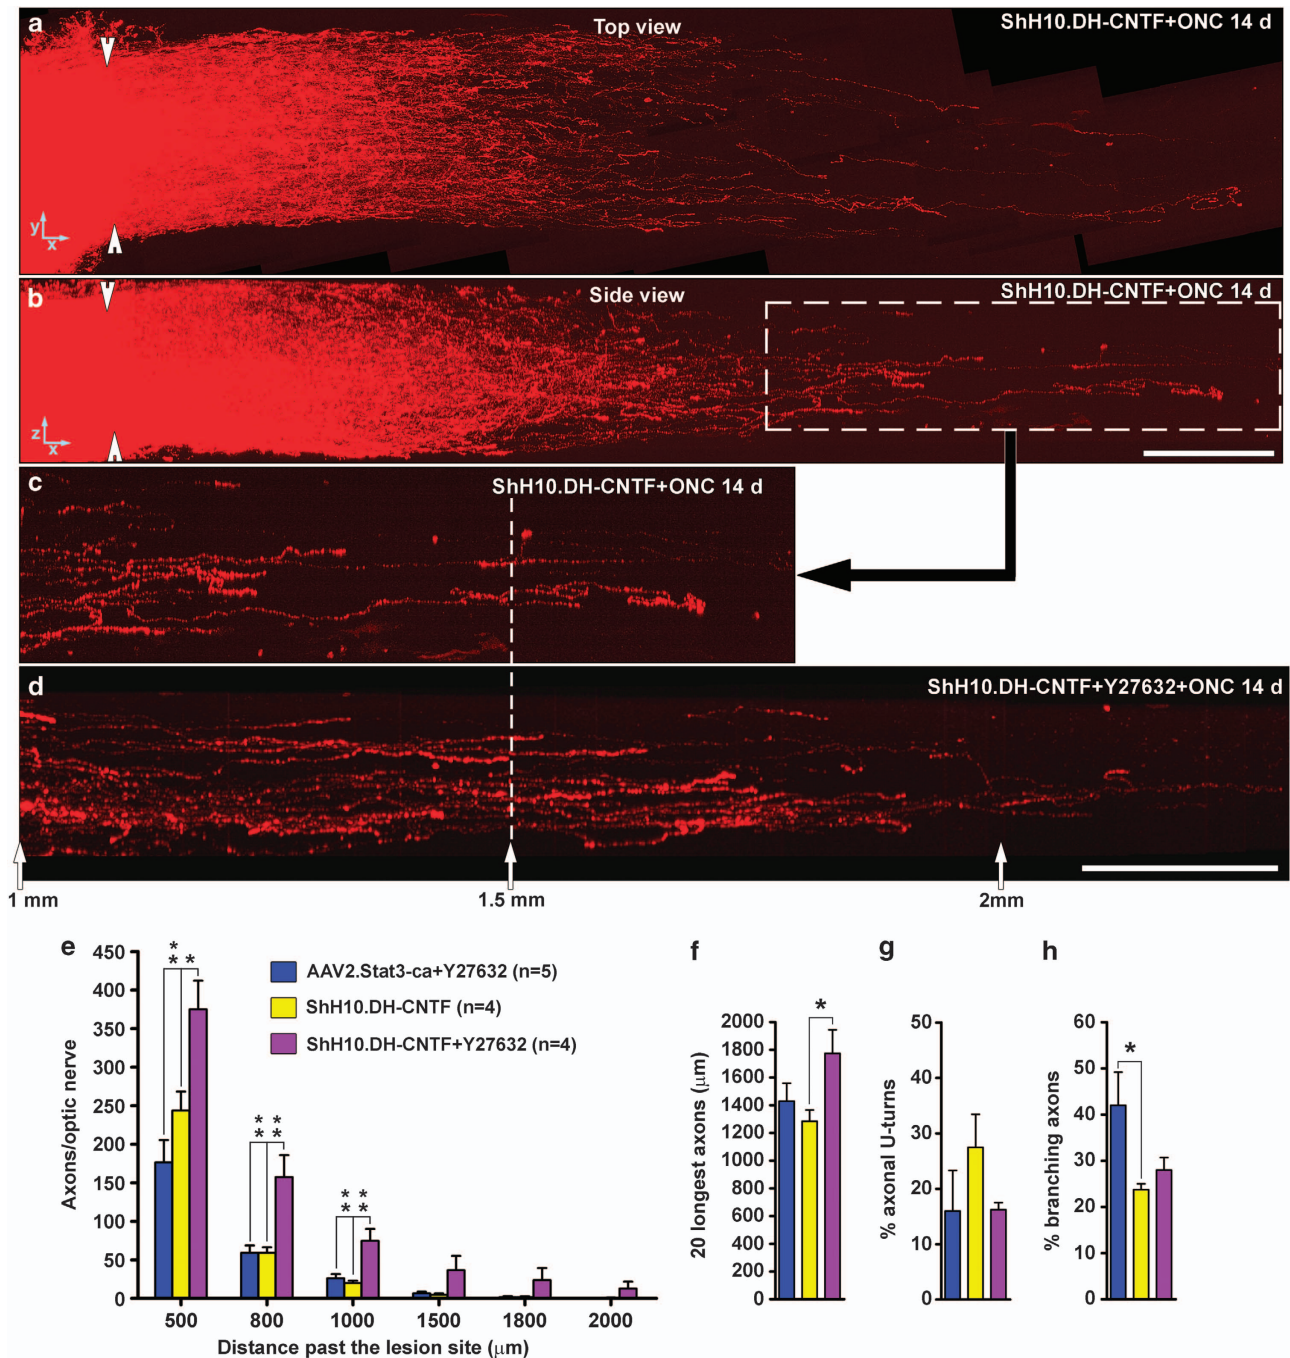 a
Top view
ShH10.DH-CNTF+ONC 14 d
y
x
b
Side view
ShH10.DH-CNTF+ONC 14 d
z
x
c
ShH10.DH-CNTF+ONC 14 d
d
ShH10.DH-CNTF+Y27632+ONC 14 d
1 mm
1.5 mm
2mm
e
Axons/optic nerve
450
400
350
300
250
200
150
100
50
0
* * *
* * * *
* * * *
AAV2.Stat3-ca+Y27632 (n=5)
ShH10.DH-CNTF (n=4)
ShH10.DH-CNTF+Y27632 (n=4)
500 800 1000 1500 1800 2000
Distance past the lesion site (μm)
f
20 longest axons (μm)
2000
1800
1600
1400
1200
1000
800
600
400
200
0
*
g
% axonal U-turns
50
40
30
20
10
0
h
% branching axons
60
50
40
30
20
10
0
*